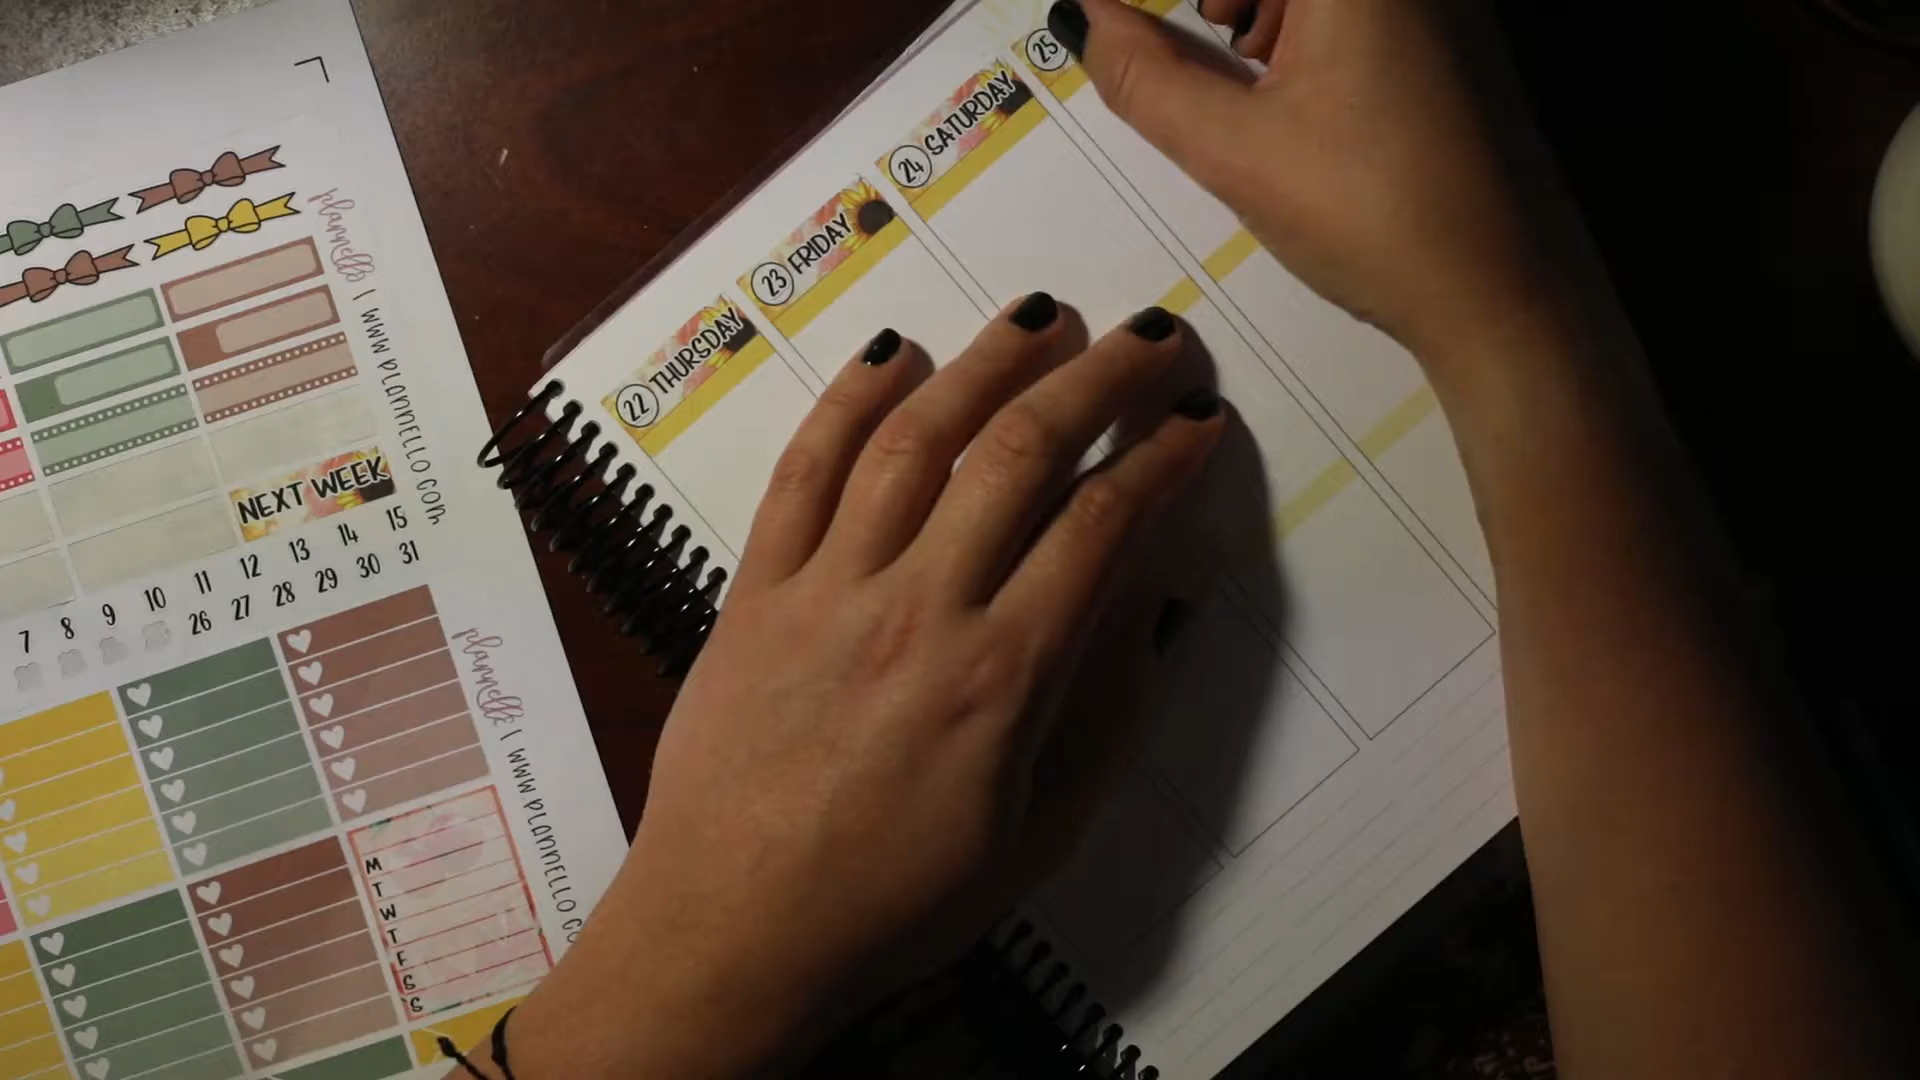 plannello | WWW.PLANNELLO.COM
NEXT WEEK
7 8 9 10 11 12 13 14 15
26 27 28 29 30 31
plannello | WWW.PLANNELLO.CO
M
T
W
T
F
S
S
22 THURSDAY
23 FRIDAY
24 SATURDAY
25